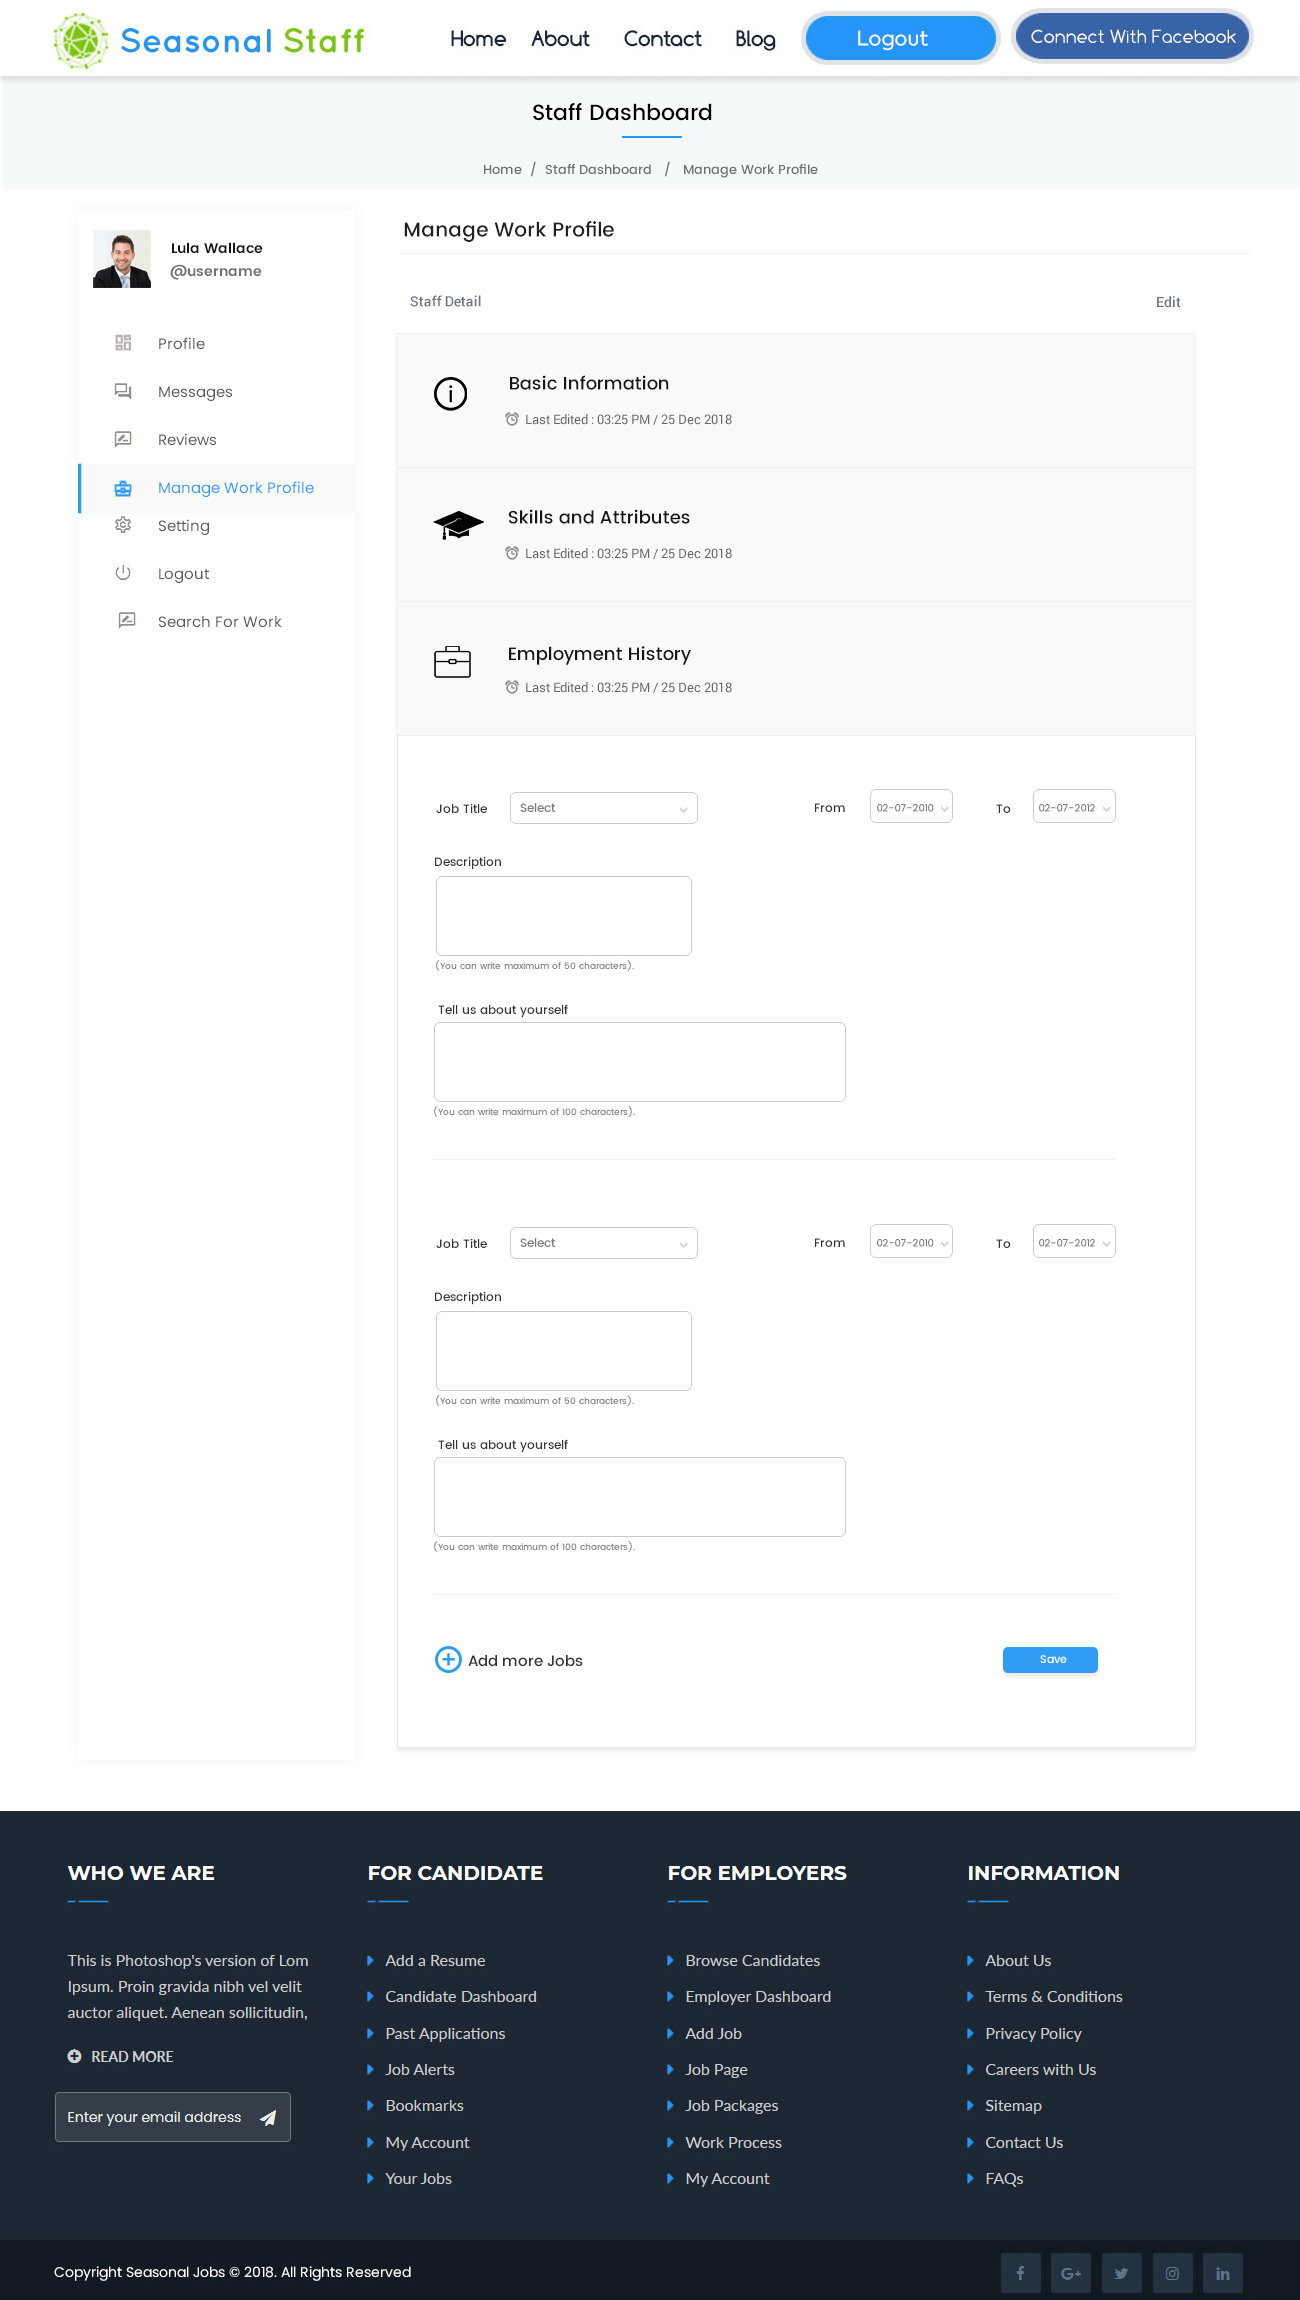 Seasonal Staff
Home About Contact Blog Logout Connect With Facebook
Staff Dashboard
Home / Staff Dashboard / Manage Work Profile
Lula Wallace
@username
Profile
Messages
Reviews
Manage Work Profile
Setting
Logout
Search For Work
Manage Work Profile
Staff Detail Edit
Basic Information
Last Edited : 03:25 PM / 25 Dec 2018
Skills and Attributes
Last Edited : 03:25 PM / 25 Dec 2018
Employment History
Last Edited : 03:25 PM / 25 Dec 2018
Job Title Select From 02-07-2010 To 02-07-2012
Description
(You can write maximum of 50 characters).
Tell us about yourself
(You can write maximum of 100 characters).
Job Title Select From 02-07-2010 To 02-07-2012
Description
(You can write maximum of 50 characters).
Tell us about yourself
(You can write maximum of 100 characters).
Add more Jobs Save
WHO WE ARE
This is Photoshop's version of Lom
Ipsum. Proin gravida nibh vel velit
auctor aliquet. Aenean sollicitudin,
READ MORE
Enter your email address
FOR CANDIDATE
Add a Resume
Candidate Dashboard
Past Applications
Job Alerts
Bookmarks
My Account
Your Jobs
FOR EMPLOYERS
Browse Candidates
Employer Dashboard
Add Job
Job Page
Job Packages
Work Process
My Account
INFORMATION
About Us
Terms & Conditions
Privacy Policy
Careers with Us
Sitemap
Contact Us
FAQs
Copyright Seasonal Jobs © 2018. All Rights Reserved